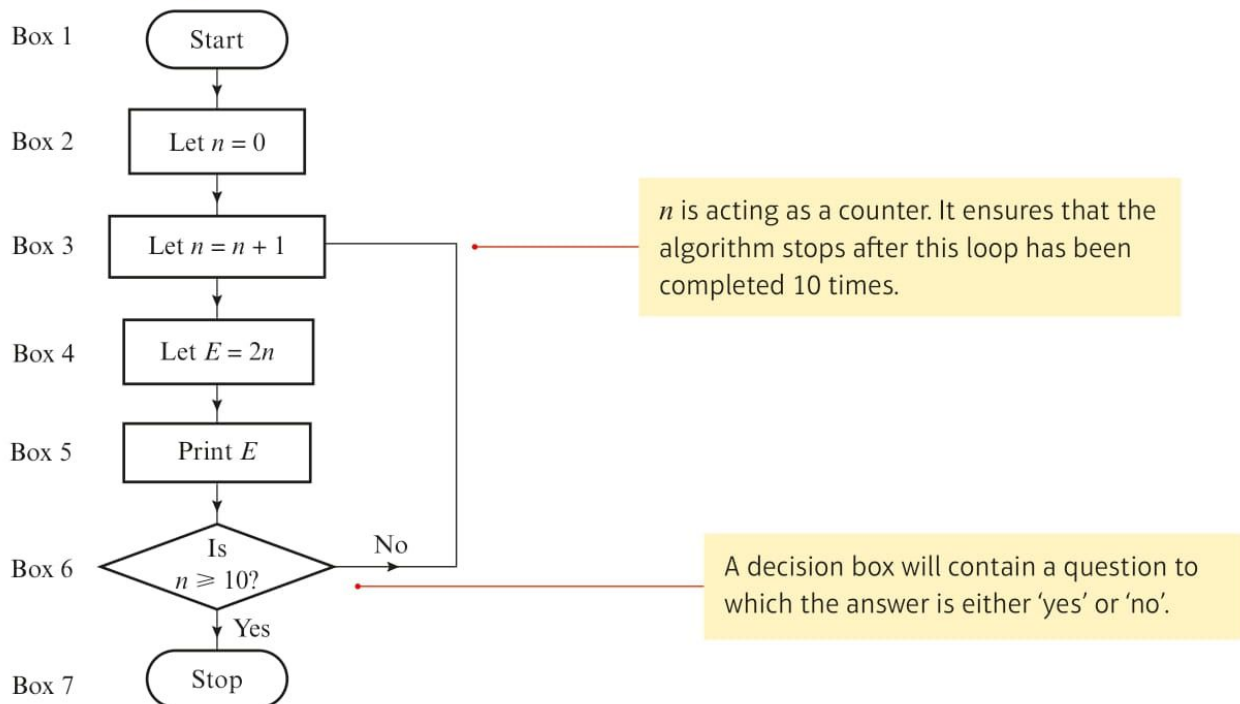 Box 1
Start
Box 2
Let n = 0
Box 3
Let n = n + 1
n is acting as a counter. It ensures that the
algorithm stops after this loop has been
completed 10 times.
Box 4
Let E = 2n
Box 5
Print E
Box 6
Is
n ⩾ 10?
No
A decision box will contain a question to
which the answer is either ‘yes’ or ‘no’.
Yes
Box 7
Stop